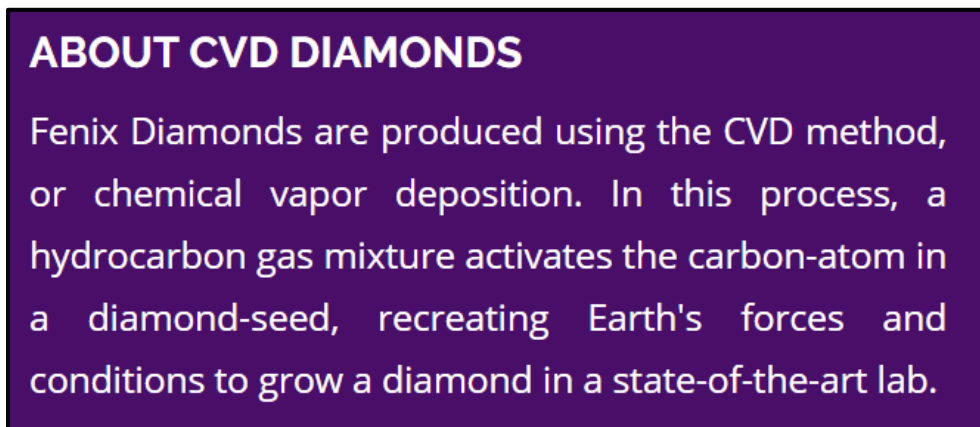 ABOUT CVD DIAMONDS
Fenix Diamonds are produced using the CVD method,
or chemical vapor deposition. In this process, a
hydrocarbon gas mixture activates the carbon-atom in
a diamond-seed, recreating Earth's forces and
conditions to grow a diamond in a state-of-the-art lab.